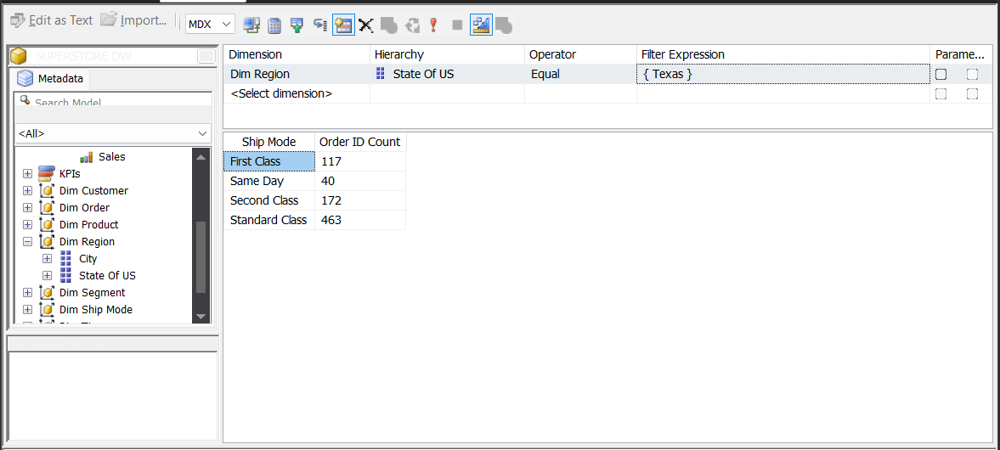 Edit as Text Import... MDX
SUPERSTORE DW
Metadata
Search Model
<All>
Sales
KPIs
Dim Customer
Dim Order
Dim Product
Dim Region
City
State Of US
Dim Segment
Dim Ship Mode
Dimension Hierarchy Operator Filter Expression Parame...
Dim Region State Of US Equal { Texas }
<Select dimension>
Ship Mode Order ID Count
First Class 117
Same Day 40
Second Class 172
Standard Class 463